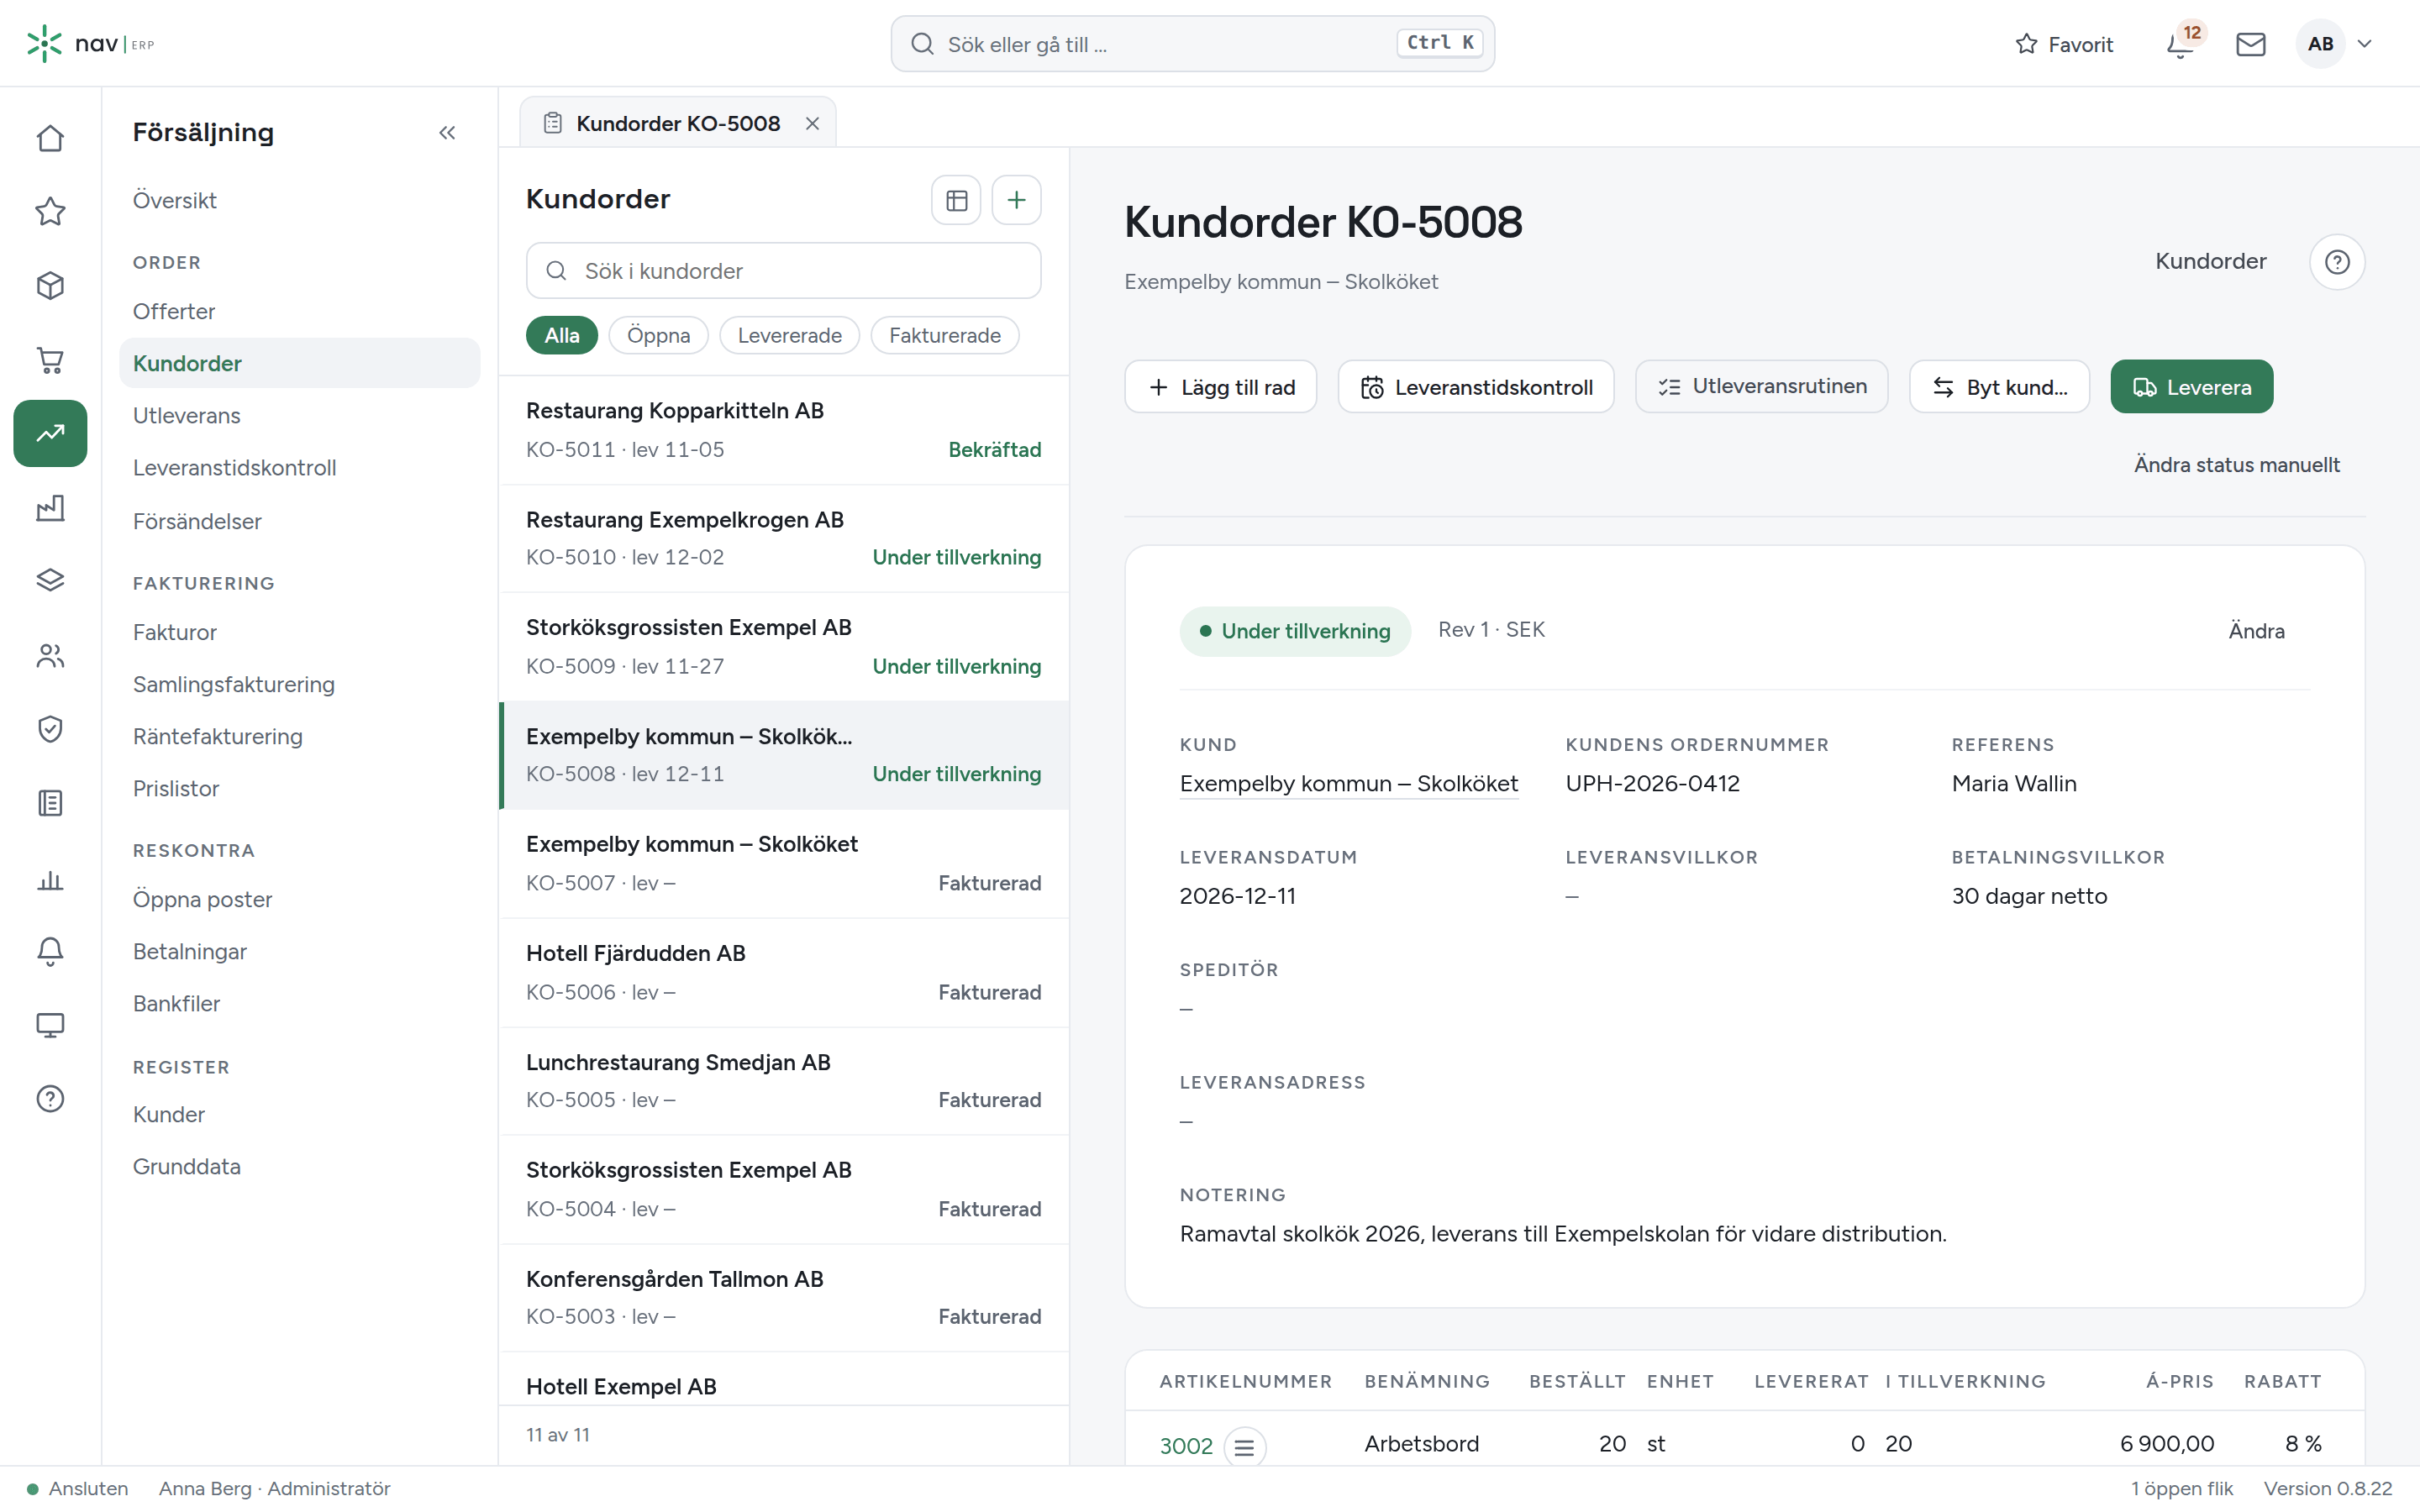 nav ERP
Sök eller gå till ...
Ctrl K
Favorit
12
AB
Försäljning
Översikt
ORDER
Offerter
Kundorder
Utleverans
Leveranstidskontroll
Försändelser
FAKTURERING
Fakturor
Samlingsfakturering
Räntefakturering
Prislistor
RESKONTRA
Öppna poster
Betalningar
Bankfiler
REGISTER
Kunder
Grunddata
Kundorder KO-5008
Kundorder
Sök i kundorder
Alla Öppna Levererade Fakturerade
Restaurang Kopparkitteln AB
KO-5011 · lev 11-05 Bekräftad
Restaurang Exempelkrogen AB
KO-5010 · lev 12-02 Under tillverkning
Storköksgrossisten Exempel AB
KO-5009 · lev 11-27 Under tillverkning
Exempelby kommun – Skolkök...
KO-5008 · lev 12-11 Under tillverkning
Exempelby kommun – Skolköket
KO-5007 · lev – Fakturerad
Hotell Fjärdudden AB
KO-5006 · lev – Fakturerad
Lunchrestaurang Smedjan AB
KO-5005 · lev – Fakturerad
Storköksgrossisten Exempel AB
KO-5004 · lev – Fakturerad
Konferensgården Tallmon AB
KO-5003 · lev – Fakturerad
Hotell Exempel AB
11 av 11
Kundorder KO-5008
Exempelby kommun – Skolköket
Kundorder
Lägg till rad Leveranstidskontroll Utleveransrutinen Byt kund... Leverera
Ändra status manuellt
Under tillverkning Rev 1 · SEK Ändra
KUND KUNDENS ORDERNUMMER REFERENS
Exempelby kommun – Skolköket UPH-2026-0412 Maria Wallin
LEVERANSDATUM LEVERANSVILLKOR BETALNINGSVILLKOR
2026-12-11 – 30 dagar netto
SPEDITÖR
–
LEVERANSADRESS
–
NOTERING
Ramavtal skolkök 2026, leverans till Exempelskolan för vidare distribution.
ARTIKELNUMMER BENÄMNING BESTÄLLT ENHET LEVERERAT I TILLVERKNING Á-PRIS RABATT
3002 Arbetsbord 20 st 0 20 6 900,00 8 %
Ansluten Anna Berg · Administratör 1 öppen flik Version 0.8.22